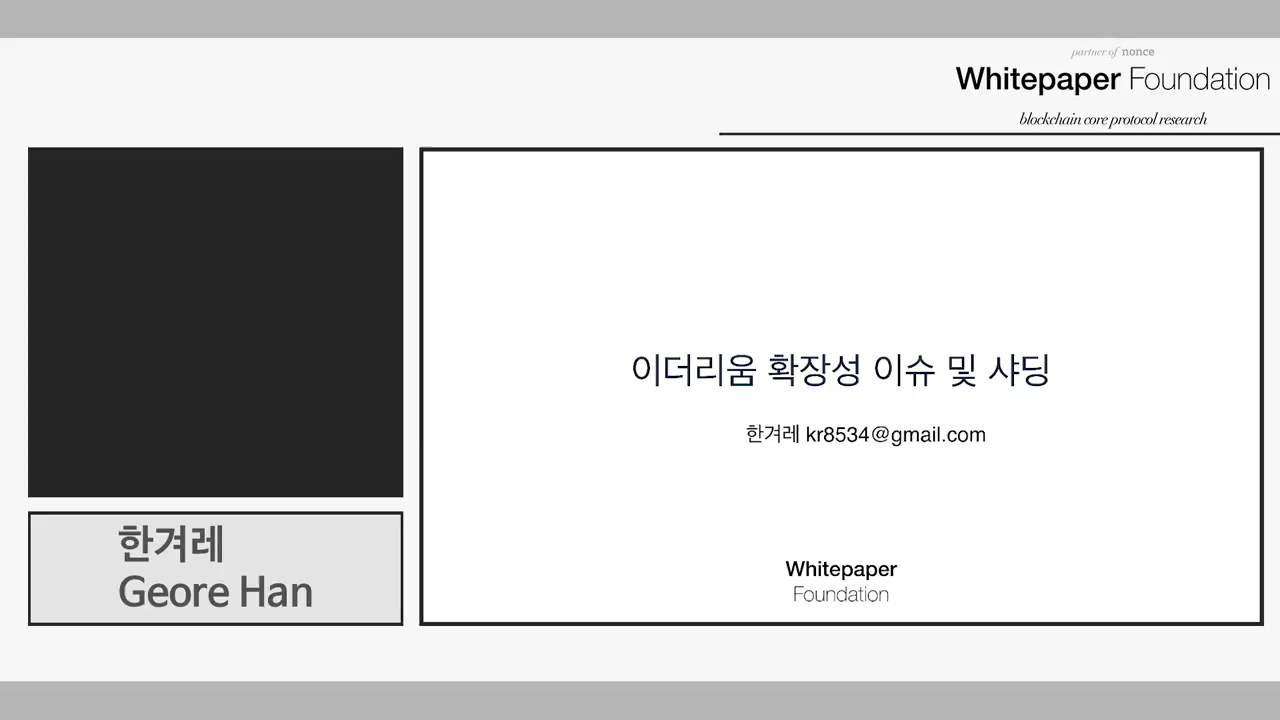 partner of nonce
Whitepaper Foundation
blockchain core protocol research
이더리움 확장성 이슈 및 샤딩
한겨레 kr8534@gmail.com
Whitepaper
Foundation
한겨레
Geore Han